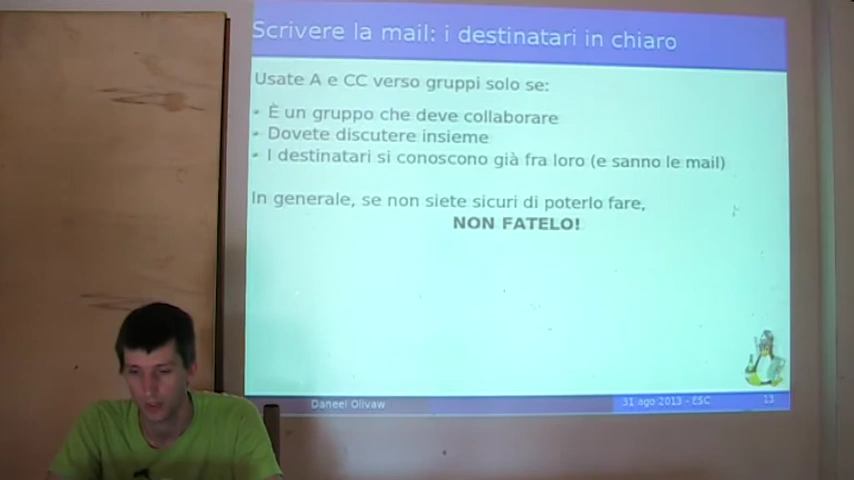 Scrivere la mail: i destinatari in chiaro
Usate A e CC verso gruppi solo se:
È un gruppo che deve collaborare
Dovete discutere insieme
I destinatari si conoscono già fra loro (e sanno le mail)
In generale, se non siete sicuri di poterlo fare,
NON FATELO!
Daneel Olivaw
31 ago 2013 - ESC
13